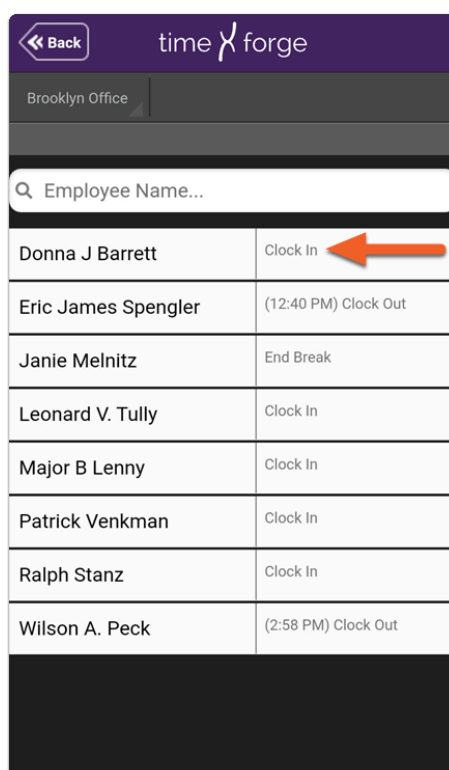 Back
time forge
Brooklyn Office
Employee Name...
Donna J Barrett Clock In
Eric James Spengler (12:40 PM) Clock Out
Janie Melnitz End Break
Leonard V. Tully Clock In
Major B Lenny Clock In
Patrick Venkman Clock In
Ralph Stanz Clock In
Wilson A. Peck (2:58 PM) Clock Out